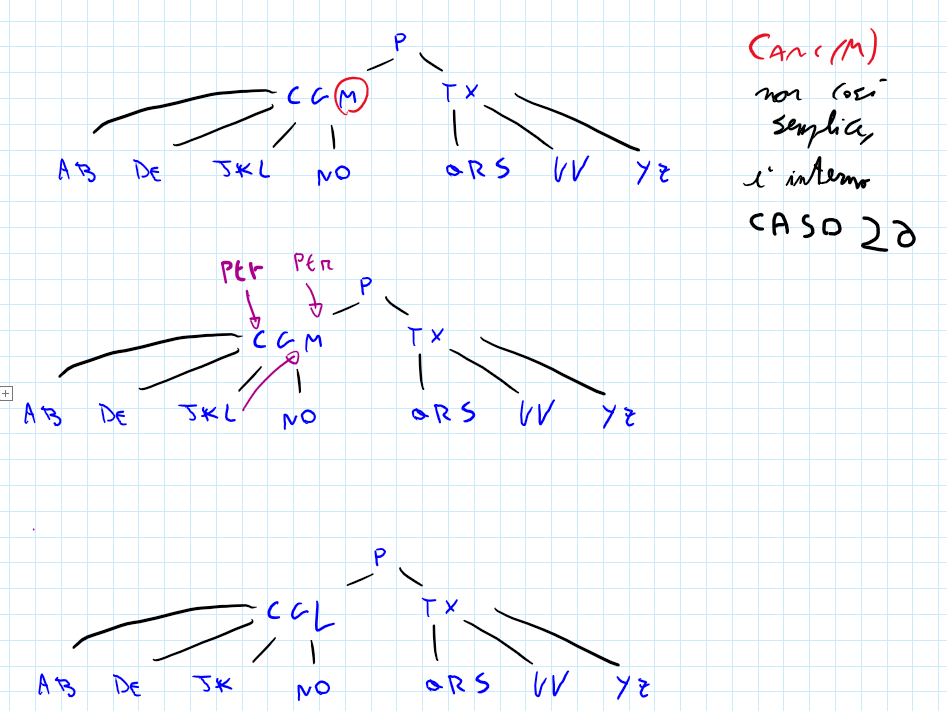 P
C G M
T X
AB DE JKL NO QRS UV YZ
CANC(M)
non così
semplice,
è interno
CASO 2a
Ptr Ptr
P
C G M
T X
AB DE JKL NO QRS UV YZ
P
C G L
T X
AB DE JK NO QRS UV YZ